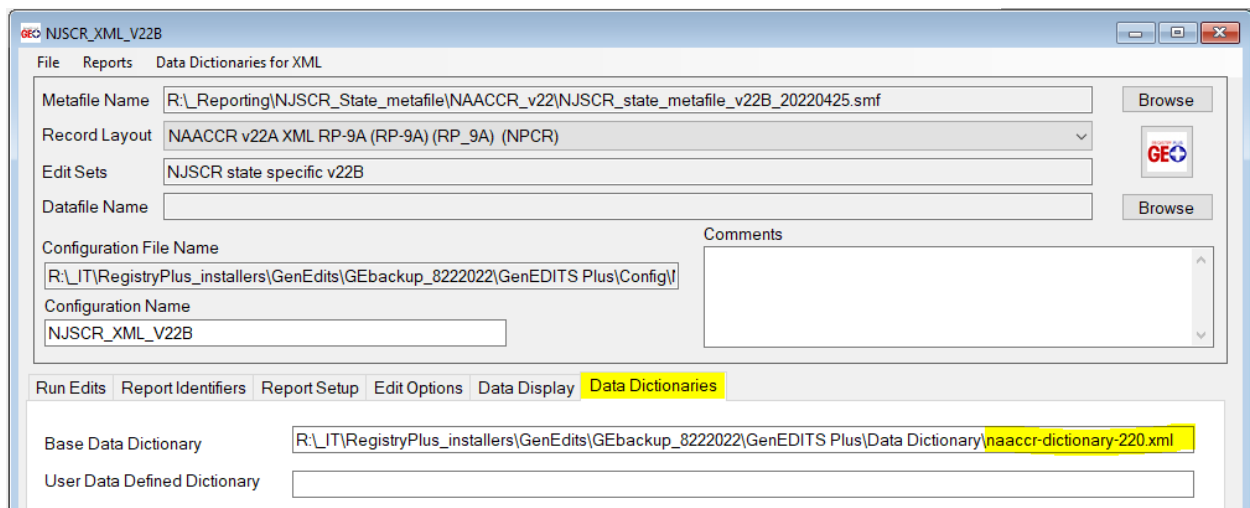 NJSCR_XML_V22B
File Reports Data Dictionaries for XML
Metafile Name R:\_Reporting\NJSCR_State_metafile\NAACCR_v22\NJSCR_state_metafile_v22B_20220425.smf Browse
Record Layout NAACCR v22A XML RP-9A (RP-9A) (RP_9A) (NPCR)
GEO
Edit Sets NJSCR state specific v22B
Datafile Name Browse
Comments
Configuration File Name
R:\_IT\RegistryPlus_installers\GenEdits\GEbackup_8222022\GenEDITS Plus\Config\
Configuration Name
NJSCR_XML_V22B
Run Edits Report Identifiers Report Setup Edit Options Data Display Data Dictionaries
Base Data Dictionary R:\_IT\RegistryPlus_installers\GenEdits\GEbackup_8222022\GenEDITS Plus\Data Dictionary\naaccr-dictionary-220.xml
User Data Defined Dictionary